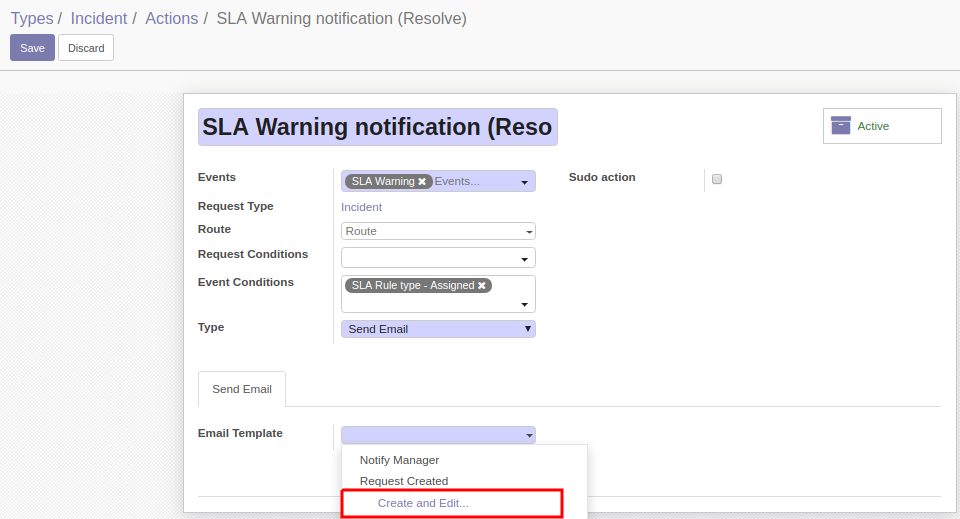 Types / Incident / Actions / SLA Warning notification (Resolve)
Save Discard
SLA Warning notification (Reso
Active
Events SLA Warning Events... Sudo action
Request Type Incident
Route Route
Request Conditions
Event Conditions SLA Rule type - Assigned
Type Send Email
Send Email
Email Template
Notify Manager
Request Created
Create and Edit...